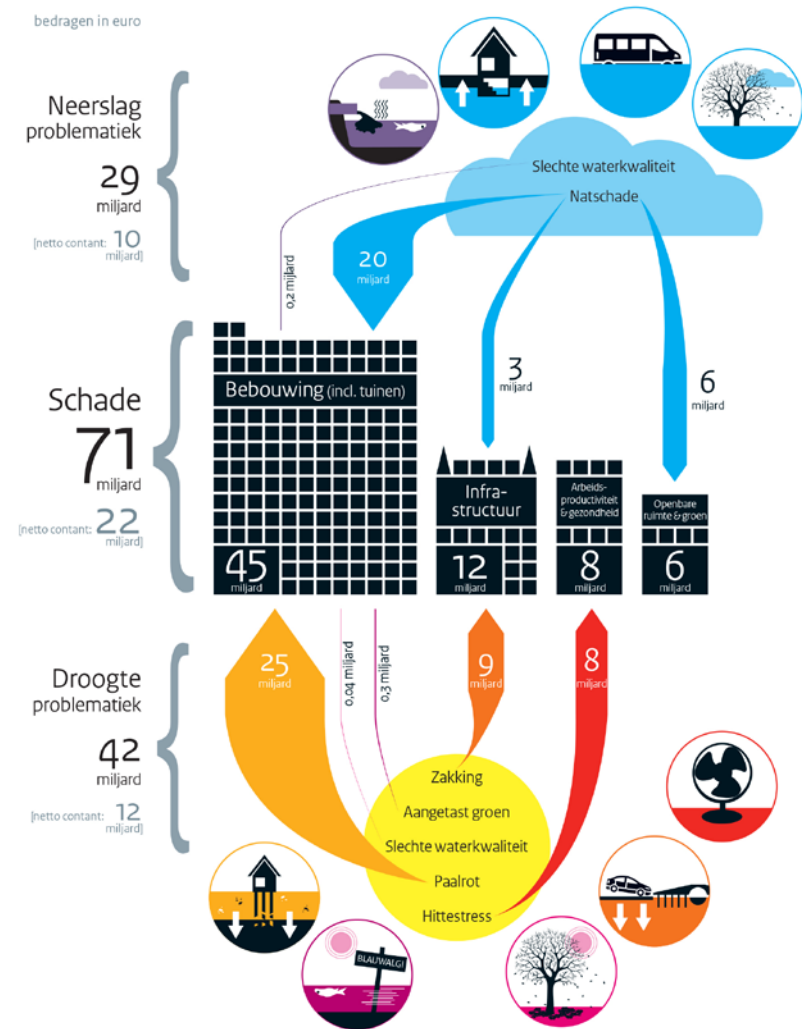 bedragen in euro
Neerslag
problematiek
29
miljard
[netto contant: 10
miljard]
Slechte waterkwaliteit
Natschade
0,2 miljard
20
miljard
3
miljard
6
miljard
Schade
71
miljard
[netto contant: 22
miljard]
Bebouwing (incl. tuinen)
45
miljard
Infra-
structuur
12
miljard
Arbeids-
productiviteit
& gezondheid
8
miljard
Openbare
ruimte & groen
6
miljard
Droogte
problematiek
42
miljard
[netto contant: 12
miljard]
25
miljard
0,04 miljard
0,3 miljard
9
miljard
8
miljard
Zakking
Aangetast groen
Slechte waterkwaliteit
Paalrot
Hittestress
BLAUWALG!